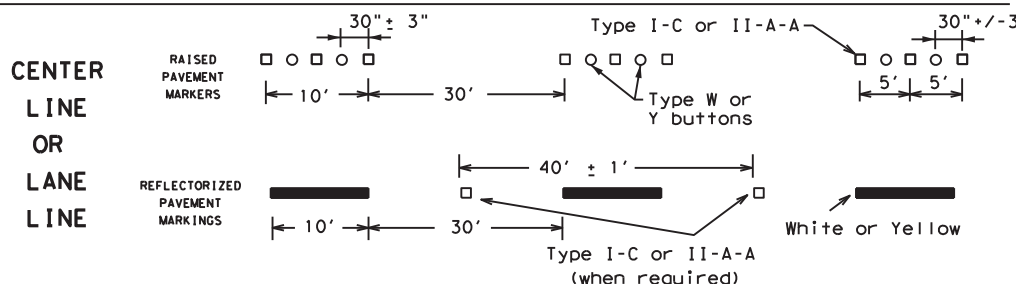 30" ± 3"
Type I-C or II-A-A
30"+/-3
CENTER
LINE
OR
LANE
LINE
RAISED
PAVEMENT
MARKERS
10'
30'
Type W or
Y buttons
5'
5'
REFLECTORIZED
PAVEMENT
MARKINGS
40' ± 1'
10'
30'
Type I-C or II-A-A
(when required)
White or Yellow